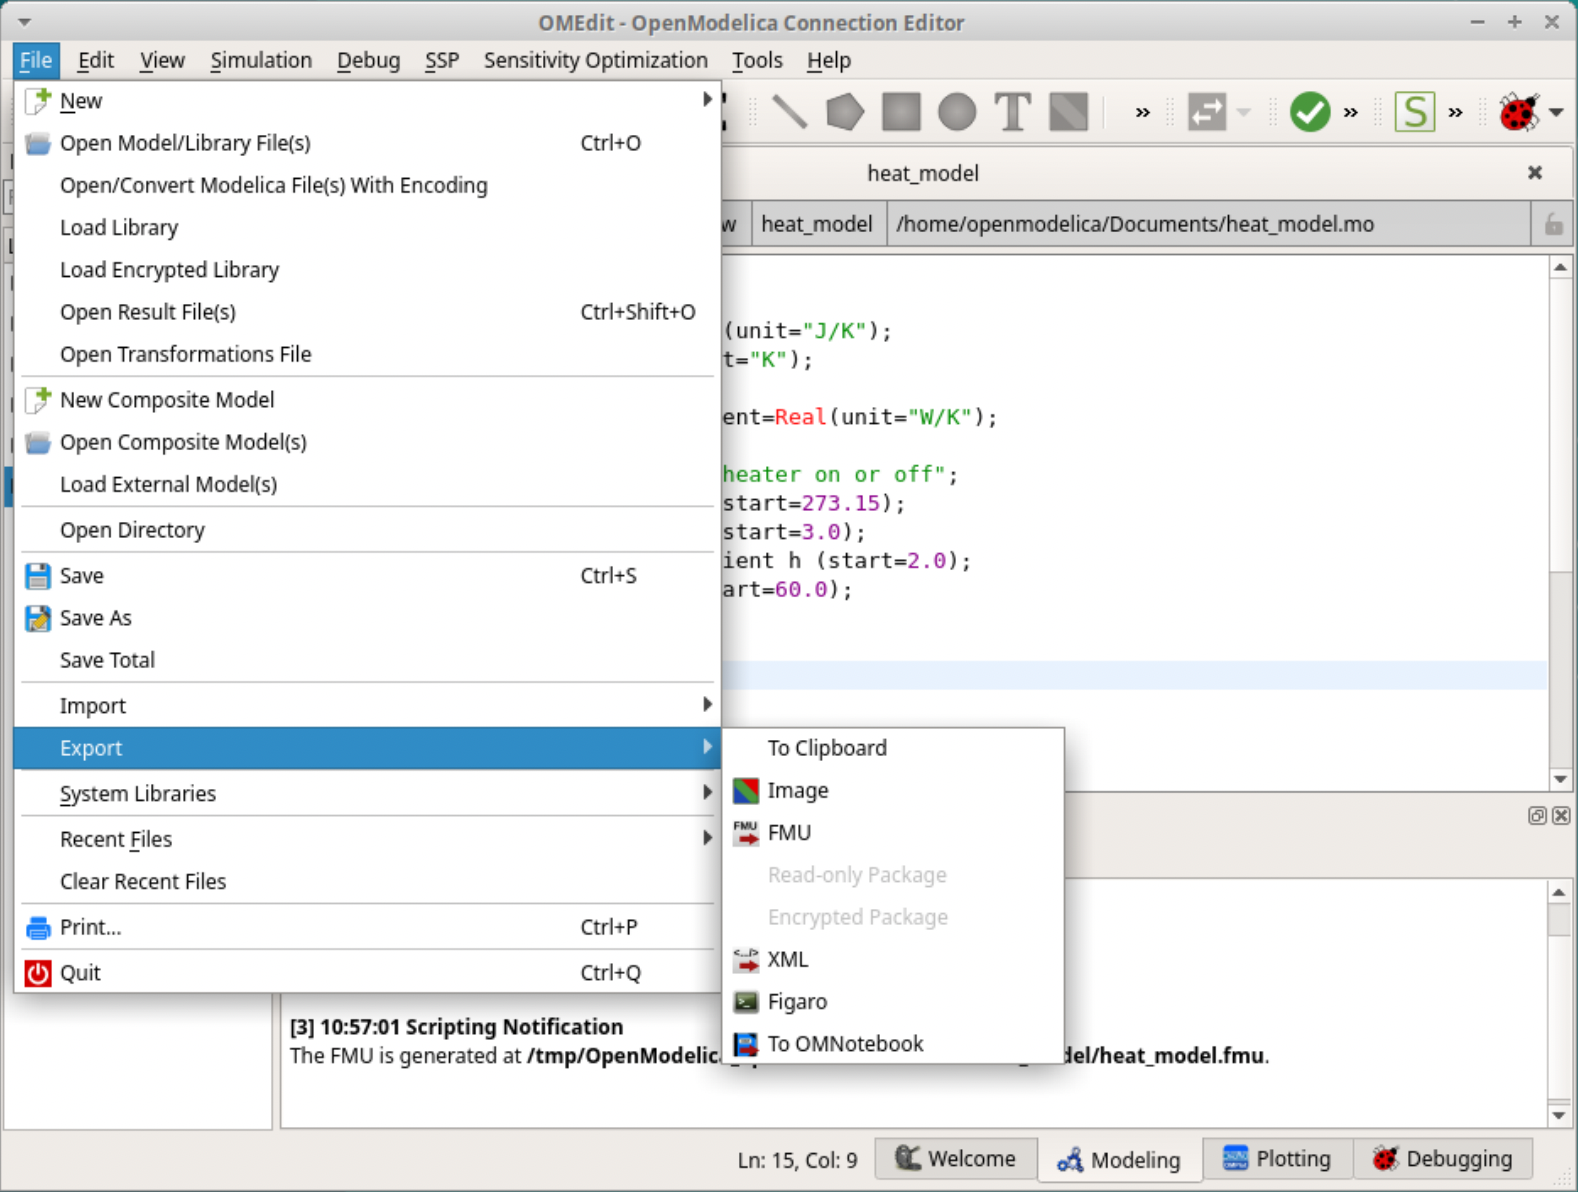 OMEdit - OpenModelica Connection Editor
File Edit View Simulation Debug SSP Sensitivity Optimization Tools Help
New
Open Model/Library File(s) Ctrl+O
Open/Convert Modelica File(s) With Encoding
Load Library
Load Encrypted Library
Open Result File(s) Ctrl+Shift+O
Open Transformations File
New Composite Model
Open Composite Model(s)
Load External Model(s)
Open Directory
Save Ctrl+S
Save As
Save Total
Import
Export
System Libraries
Recent Files
Clear Recent Files
Print... Ctrl+P
Quit Ctrl+Q
To Clipboard
Image
FMU FMU
Read-only Package
Encrypted Package
XML
Figaro
To OMNotebook
T » » S »
heat_model
w heat_model /home/openmodelica/Documents/heat_model.mo
(unit="J/K");
t="K");
ent=Real(unit="W/K");
heater on or off";
start=273.15);
start=3.0);
ient h (start=2.0);
art=60.0);
[3] 10:57:01 Scripting Notification
The FMU is generated at /tmp/OpenModelic del/heat_model.fmu.
Ln: 15, Col: 9 Welcome Modeling Plotting Debugging